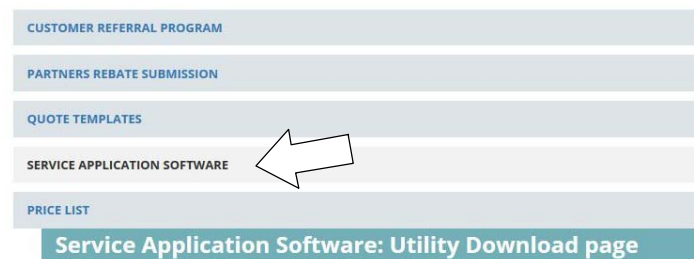 CUSTOMER REFERRAL PROGRAM
PARTNERS REBATE SUBMISSION
QUOTE TEMPLATES
SERVICE APPLICATION SOFTWARE
PRICE LIST
Service Application Software: Utility Download page